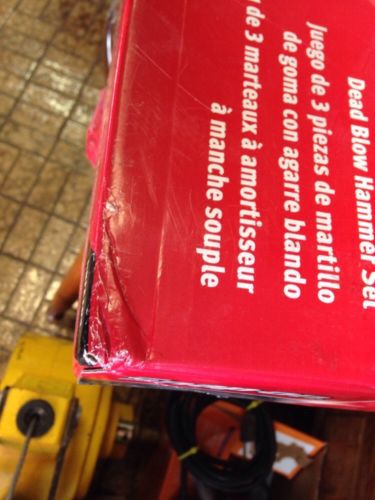 Dead Blow Hammer Set
Juego de 3 piezas de martillo
de goma con agarre blando
de 3 marteaux à amortisseur
à manche souple